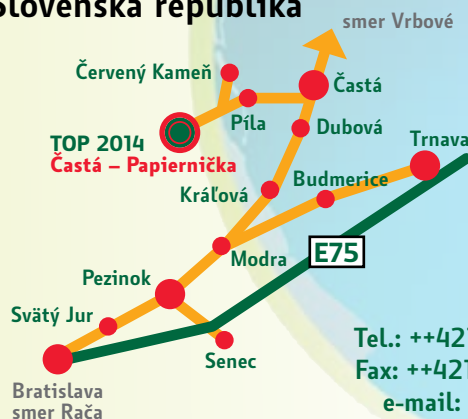 Slovenská republika
smer Vrbové
Červený Kameň
Častá
Píla
Dubová
TOP 2014
Častá – Papiernička
Trnava
Kráľová
Budmerice
Modra
E75
Pezinok
Svätý Jur
Senec
Tel.: ++42
Fax: ++421
e-mail:
Bratislava
smer Rača